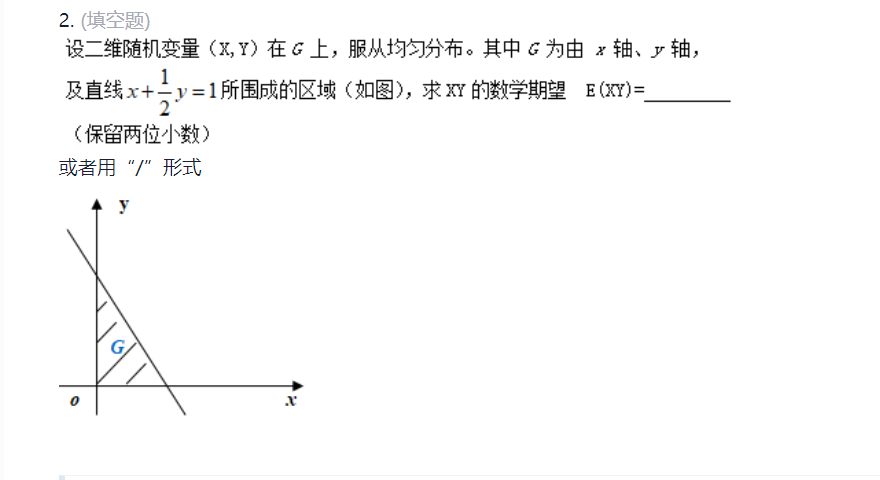 2. (填空题)
设二维随机变量（X,Y）在 G 上，服从均匀分布。其中 G 为由 x 轴、y 轴，
及直线 x+\frac{1}{2}y=1所围成的区域（如图），求 XY 的数学期望 E(XY)=________
（保留两位小数）
或者用“/”形式
y
G
o
x